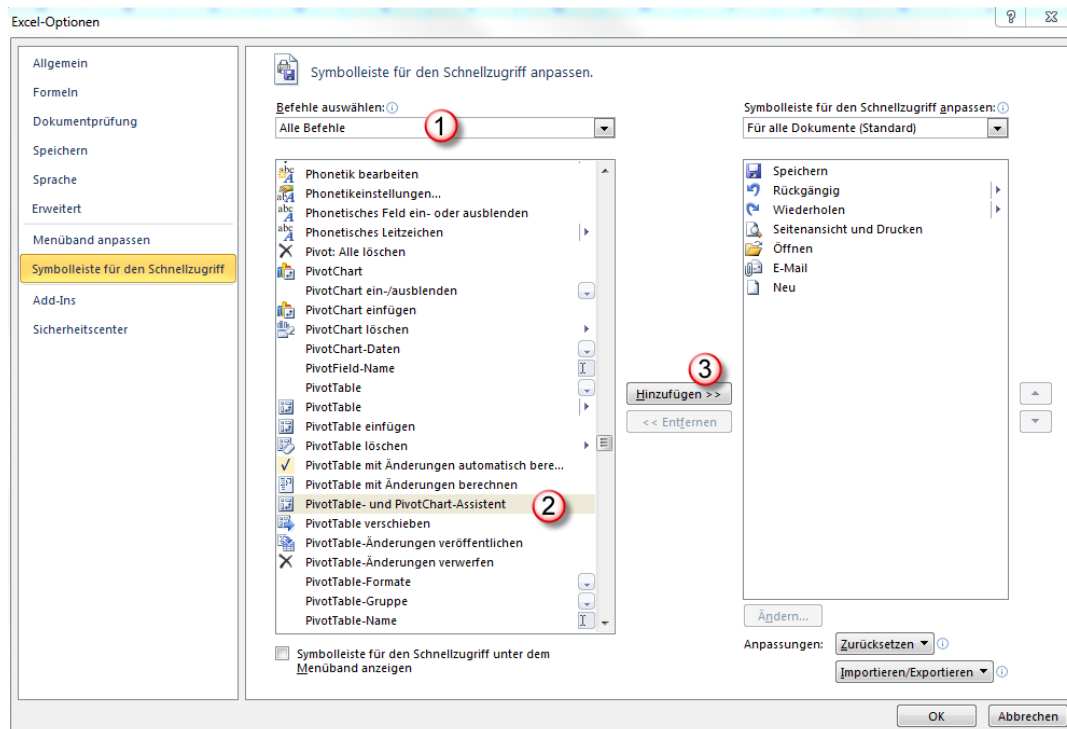 Excel-Optionen
Allgemein
Formeln
Dokumentprüfung
Speichern
Sprache
Erweitert
Menüband anpassen
Symbolleiste für den Schnellzugriff
Add-Ins
Sicherheitscenter
Symbolleiste für den Schnellzugriff anpassen.
Befehle auswählen:
Alle Befehle
1
Phonetik bearbeiten
Phonetikeinstellungen...
Phonetisches Feld ein- oder ausblenden
Phonetisches Leitzeichen
Pivot: Alle löschen
PivotChart
PivotChart ein-/ausblenden
PivotChart einfügen
PivotChart löschen
PivotChart-Daten
PivotField-Name
PivotTable
PivotTable
PivotTable einfügen
PivotTable löschen
PivotTable mit Änderungen automatisch bere...
PivotTable mit Änderungen berechnen
PivotTable- und PivotChart-Assistent
2
PivotTable verschieben
PivotTable-Änderungen veröffentlichen
PivotTable-Änderungen verwerfen
PivotTable-Formate
PivotTable-Gruppe
PivotTable-Name
Symbolleiste für den Schnellzugriff unter dem
Menüband anzeigen
3
Hinzufügen >>
<< Entfernen
Symbolleiste für den Schnellzugriff anpassen:
Für alle Dokumente (Standard)
Speichern
Rückgängig
Wiederholen
Seitenansicht und Drucken
Öffnen
E-Mail
Neu
Ändern...
Anpassungen:
Zurücksetzen
Importieren/Exportieren
OK
Abbrechen